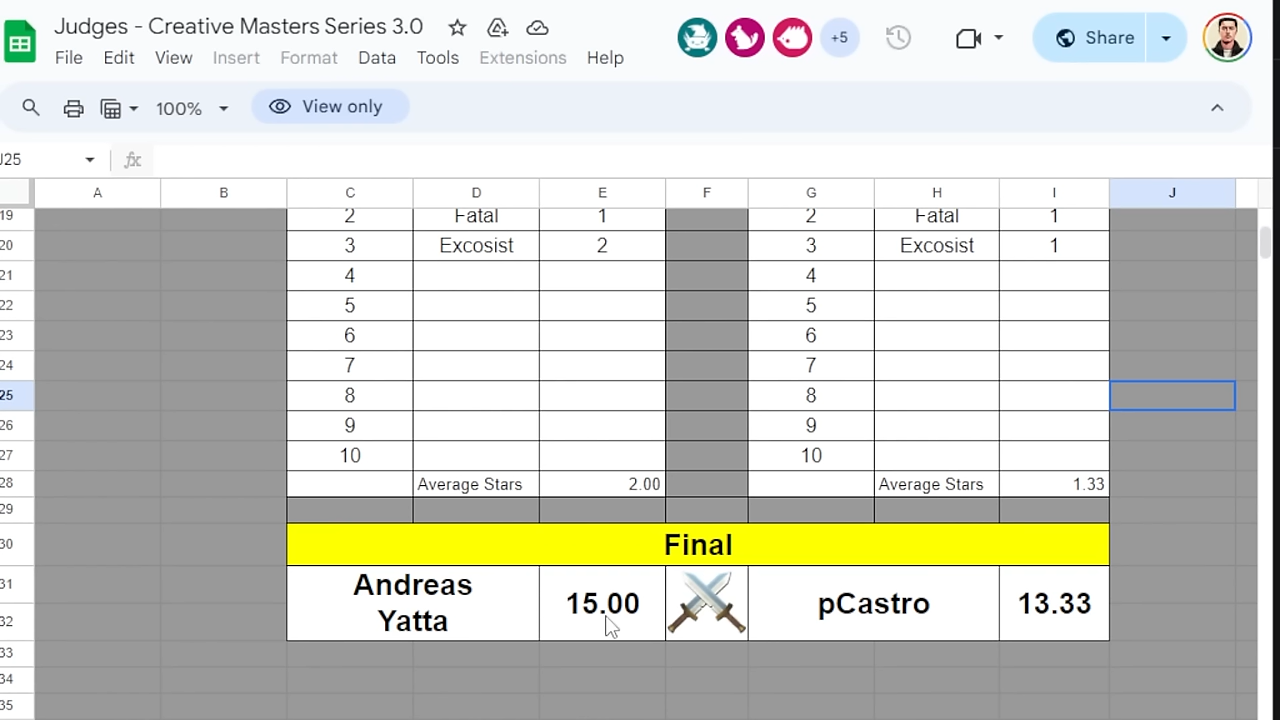 Judges - Creative Masters Series 3.0
+5
Share
File Edit View Insert Format Data Tools Extensions Help
100% View only
J25 fx
A B C D E F G H I J
19 2 Fatal 1 2 Fatal 1
20 3 Excosist 2 3 Excosist 1
21 4 4
22 5 5
23 6 6
24 7 7
25 8 8
26 9 9
27 10 10
28 Average Stars 2.00 Average Stars 1.33
29
30 Final
31 Andreas
Yatta 15.00 pCastro 13.33
32
33
34
35